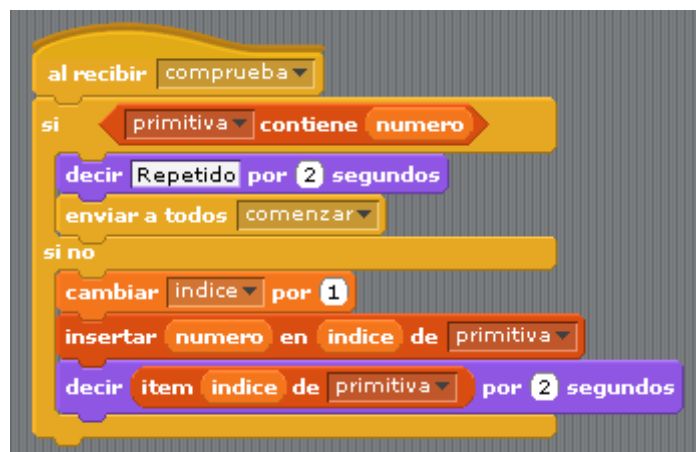 al recibir comprueba
si primitiva contiene numero
decir Repetido por 2 segundos
enviar a todos comenzar
si no
cambiar indice por 1
insertar numero en indice de primitiva
decir item indice de primitiva por 2 segundos